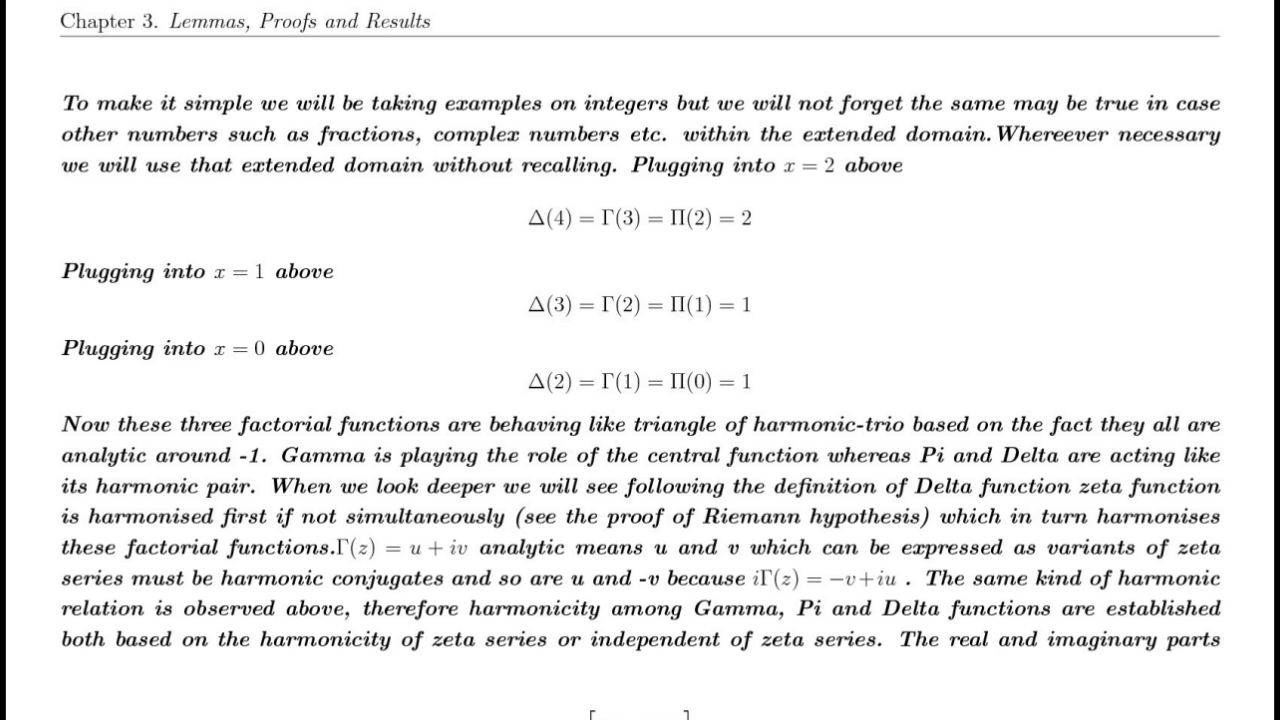 Chapter 3. Lemmas, Proofs and Results
To make it simple we will be taking examples on integers but we will not forget the same may be true in case
other numbers such as fractions, complex numbers etc. within the extended domain. Whereever necessary
we will use that extended domain without recalling. Plugging into x = 2 above
Δ(4) = Γ(3) = Π(2) = 2
Plugging into x = 1 above
Δ(3) = Γ(2) = Π(1) = 1
Plugging into x = 0 above
Δ(2) = Γ(1) = Π(0) = 1
Now these three factorial functions are behaving like triangle of harmonic-trio based on the fact they all are
analytic around -1. Gamma is playing the role of the central function whereas Pi and Delta are acting like
its harmonic pair. When we look deeper we will see following the definition of Delta function zeta function
is harmonised first if not simultaneously (see the proof of Riemann hypothesis) which in turn harmonises
these factorial functions.Γ(z) = u + iv analytic means u and v which can be expressed as variants of zeta
series must be harmonic conjugates and so are u and -v because iΓ(z) = −v+iu . The same kind of harmonic
relation is observed above, therefore harmonicity among Gamma, Pi and Delta functions are established
both based on the harmonicity of zeta series or independent of zeta series. The real and imaginary parts